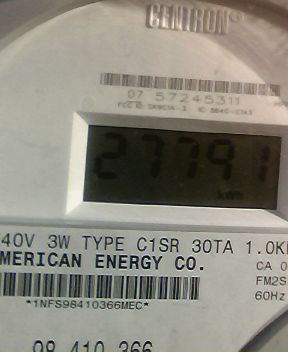 CENTRON®
07 57245311
27791
kWh
40V 3W TYPE C1SR 30TA 1.0K
MERICAN ENERGY CO.
CA 0
FM2S
60Hz
*1NFS98410366MEC*
98 410 366